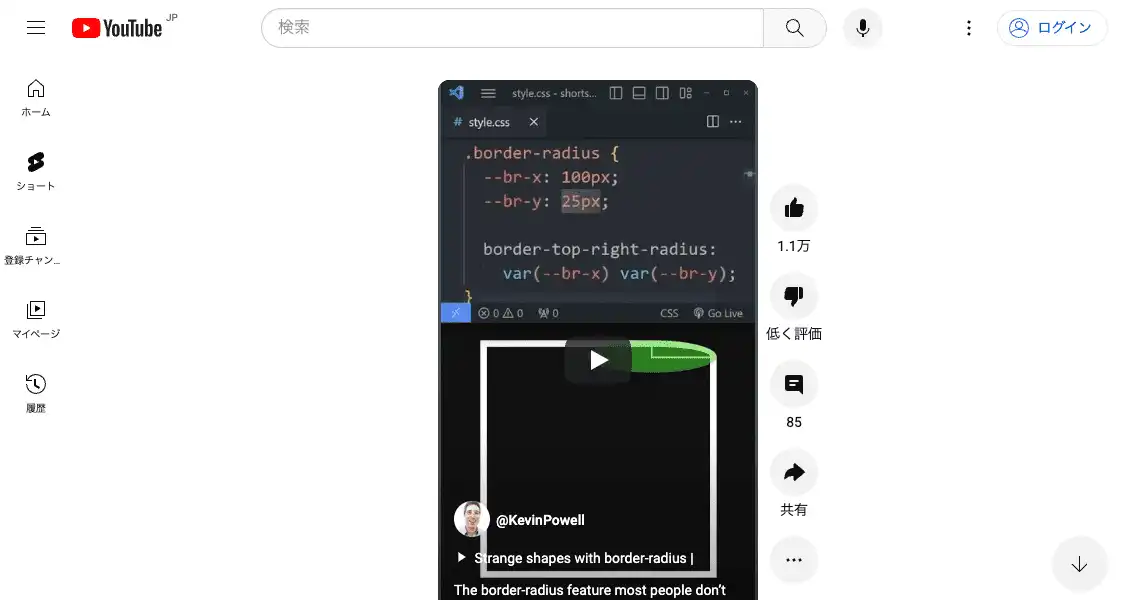 YouTube JP
検索
ログイン
ホーム
ショート
登録チャン...
マイページ
履歴
style.css - shorts...
# style.css
.border-radius {
--br-x: 100px;
--br-y: 25px;
border-top-right-radius:
var(--br-x) var(--br-y);
}
0 0 0 CSS Go Live
@KevinPowell
Strange shapes with border-radius |
The border-radius feature most people don't
1.1万
低く評価
85
共有